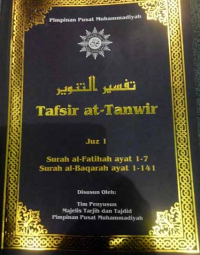 Pimpinan Pusat Muhammadiyah
تفسير التنوير
Tafsir at-Tanwir
Juz 1
Surah al-Fatihah ayat 1-7
Surah al-Baqarah ayat 1-141
Disusun Oleh:
Tim Penyusun
Majelis Tarjih dan Tajdid
Pimpinan Pusat Muhammadiyah